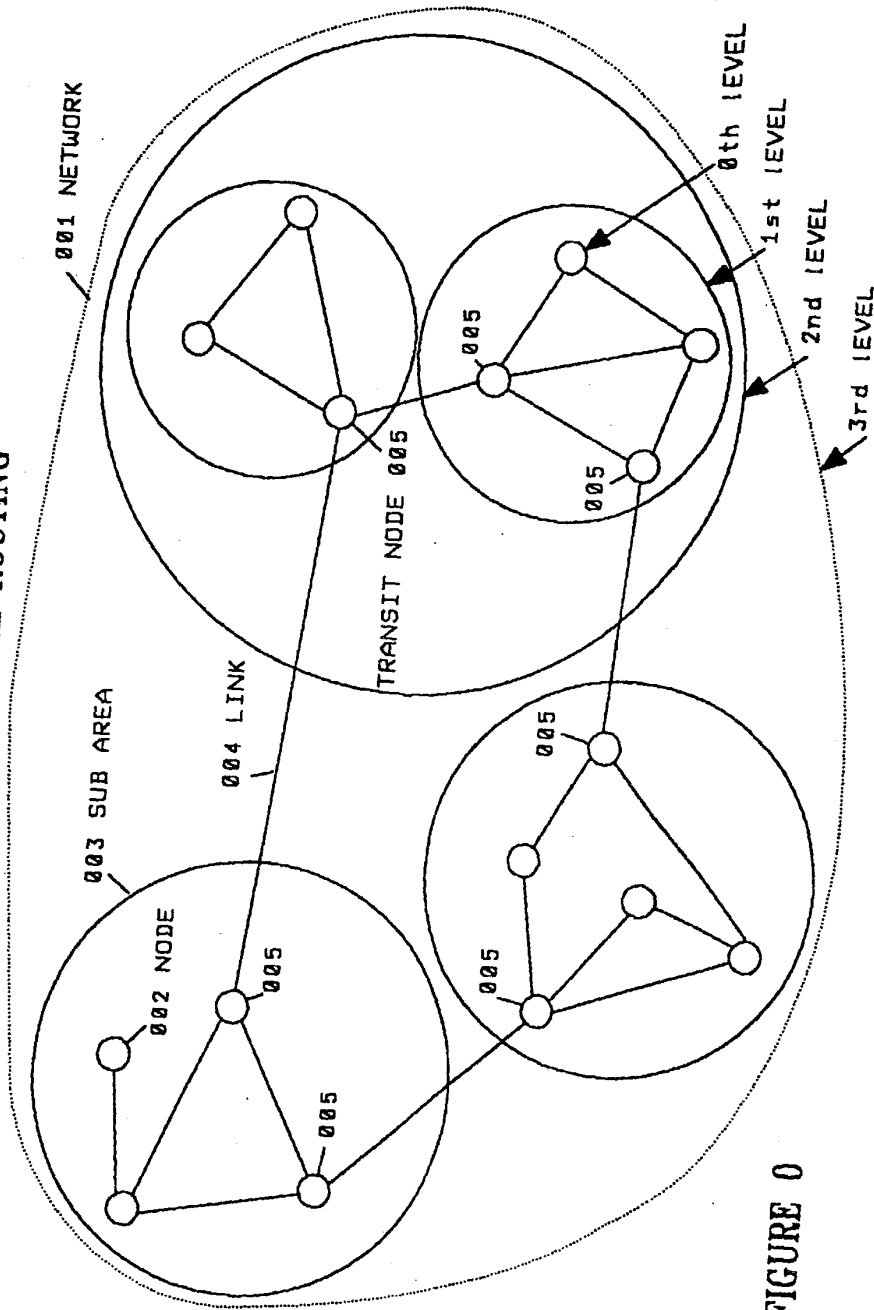 ROUTING
001 NETWORK
003 SUB AREA
002 NODE
004 LINK
005
005
TRANSIT NODE 005
005
005
005
005
0th LEVEL
1st LEVEL
2nd LEVEL
3rd LEVEL
FIGURE 0